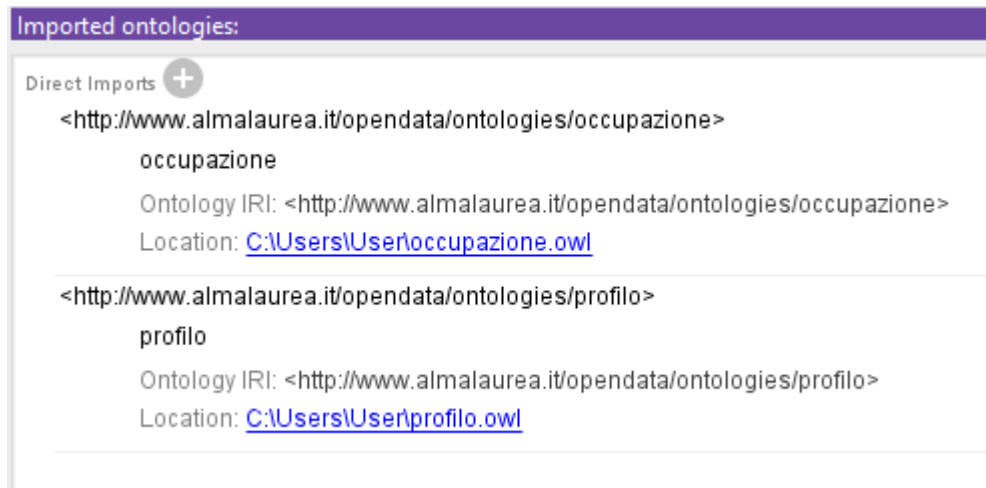 Imported ontologies:
Direct Imports
<http://www.almalaurea.it/opendata/ontologies/occupazione>
occupazione
Ontology IRI: <http://www.almalaurea.it/opendata/ontologies/occupazione>
Location: C:\Users\User\occupazione.owl
<http://www.almalaurea.it/opendata/ontologies/profilo>
profilo
Ontology IRI: <http://www.almalaurea.it/opendata/ontologies/profilo>
Location: C:\Users\User\profilo.owl